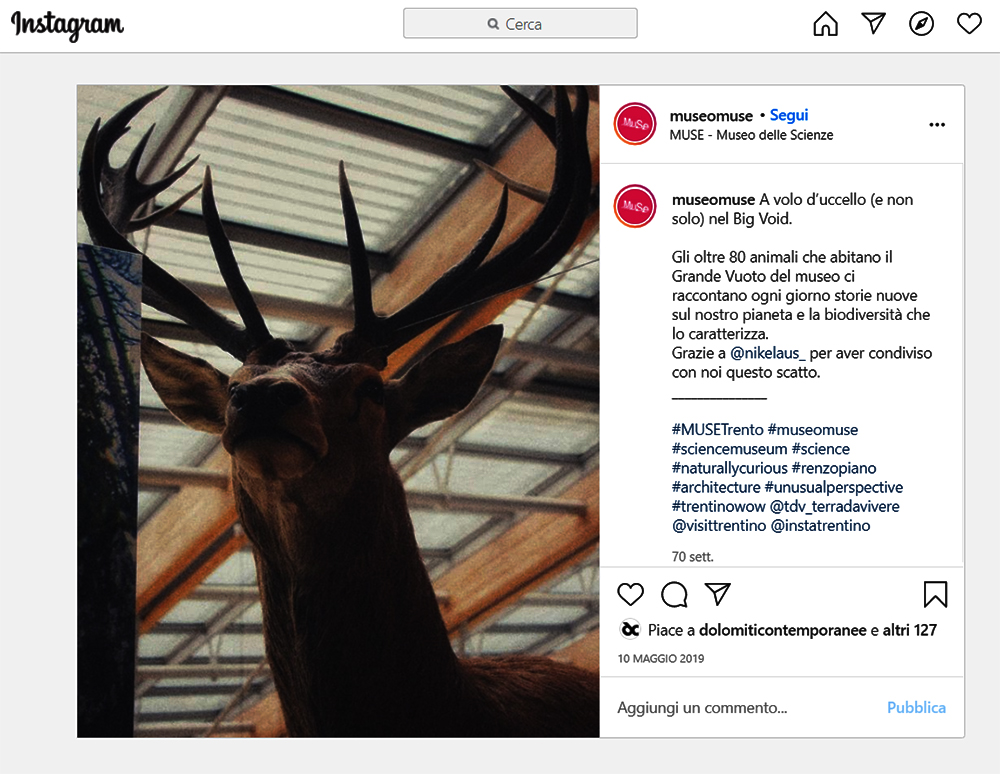 Instagram
Cerca
museomuse • Segui
MUSE - Museo delle Scienze
MuSe
MuSe
museomuse A volo d'uccello (e non
solo) nel Big Void.
Gli oltre 80 animali che abitano il
Grande Vuoto del museo ci
raccontano ogni giorno storie nuove
sul nostro pianeta e la biodiversità che
lo caratterizza.
Grazie a @nikelaus_ per aver condiviso
con noi questo scatto.
_______________
#MUSETrento #museomuse
#sciencemuseum #science
#naturallycurious #renzopiano
#architecture #unusualperspective
#trentinowow @tdv_terradavivere
@visittrentino @instatrentino
70 sett.
Piace a dolomiticontemporanee e altri 127
10 MAGGIO 2019
Aggiungi un commento... Pubblica